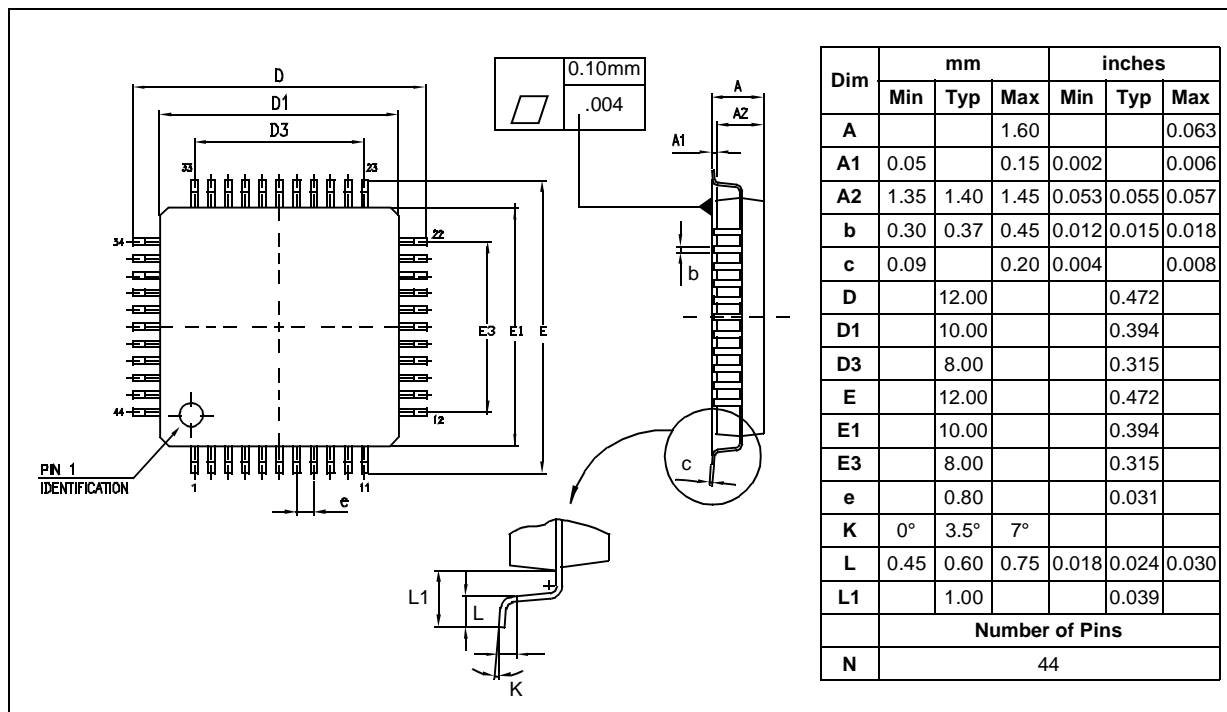 D
D1
D3
33
23
34
22
44
12
1
11
E3
E1
E
e
PIN 1
IDENTIFICATION
0.10mm
.004
A
A2
A1
b
c
L1
L
K
Dim mm inches
Min Typ Max Min Typ Max
A 1.60 0.063
A1 0.05 0.15 0.002 0.006
A2 1.35 1.40 1.45 0.053 0.055 0.057
b 0.30 0.37 0.45 0.012 0.015 0.018
c 0.09 0.20 0.004 0.008
D 12.00 0.472
D1 10.00 0.394
D3 8.00 0.315
E 12.00 0.472
E1 10.00 0.394
E3 8.00 0.315
e 0.80 0.031
K 0° 3.5° 7°
L 0.45 0.60 0.75 0.018 0.024 0.030
L1 1.00 0.039
Number of Pins
N 44